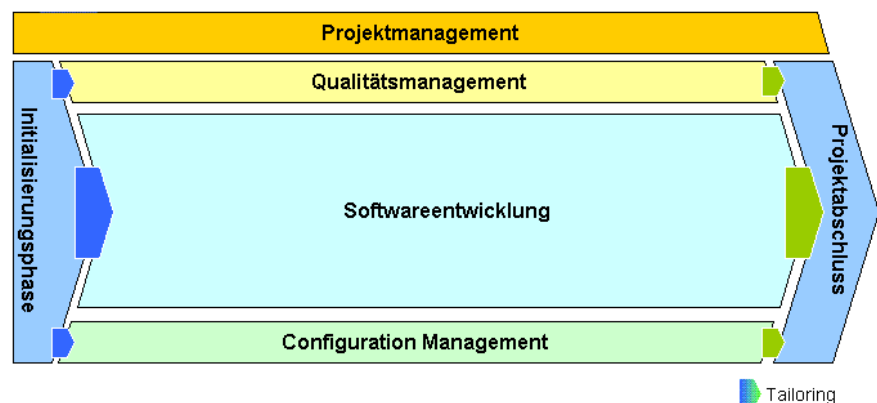 Projektmanagement
Qualitätsmanagement
Initialisierungsphase
Softwareentwicklung
Projektabschluss
Configuration Management
Tailoring